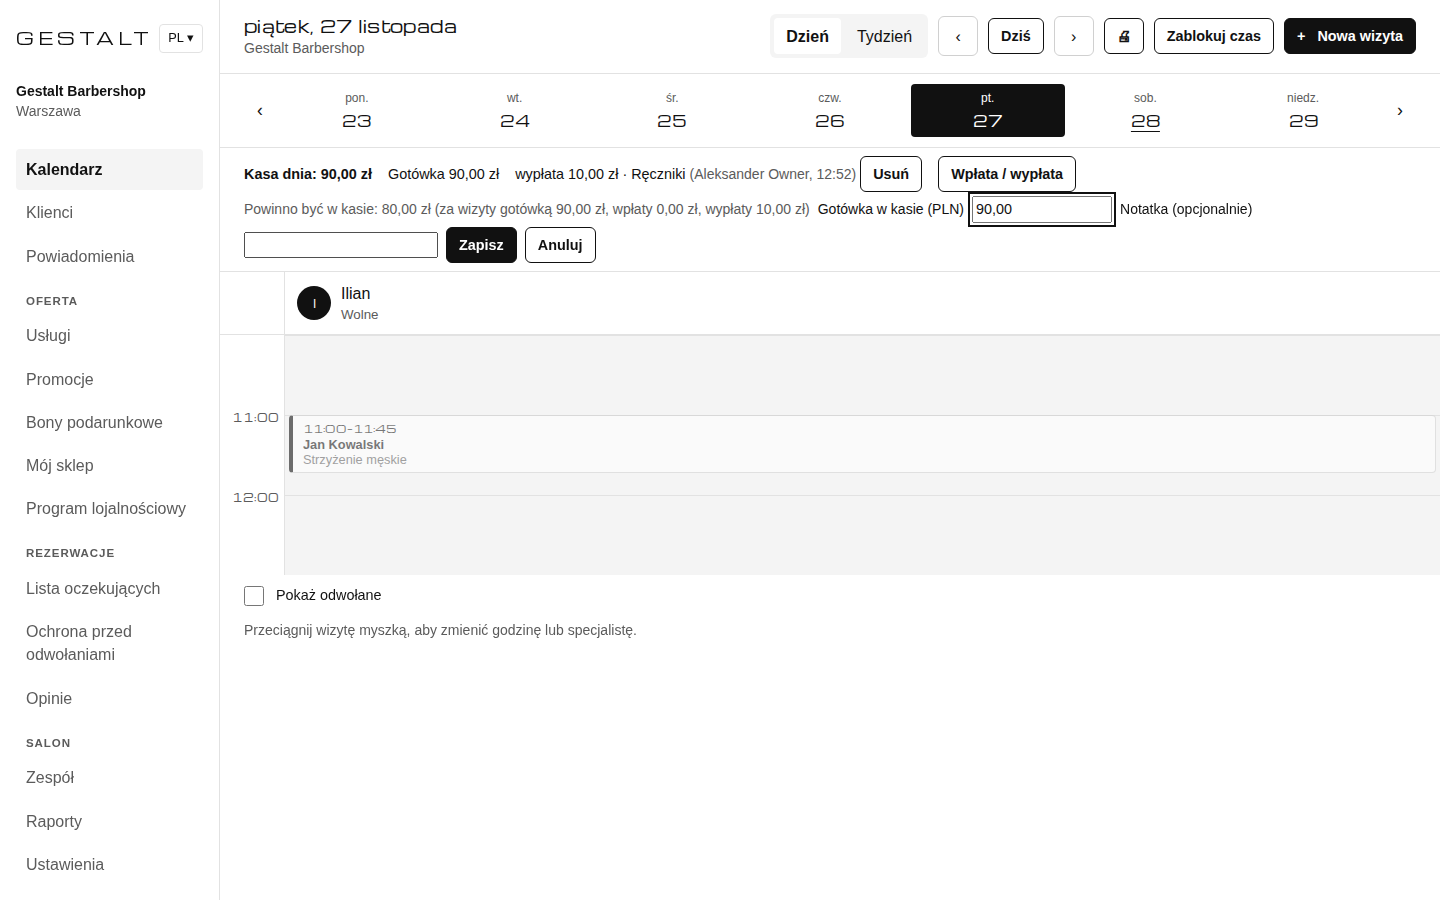 GESTALT PL ▾
Gestalt Barbershop
Warszawa
Kalendarz
Klienci
Powiadomienia
OFERTA
Usługi
Promocje
Bony podarunkowe
Mój sklep
Program lojalnościowy
REZERWACJE
Lista oczekujących
Ochrona przed
odwołaniami
Opinie
SALON
Zespół
Raporty
Ustawienia
piątek, 27 listopada
Gestalt Barbershop
Dzień Tydzień ‹ Dziś › Zablokuj czas + Nowa wizyta
‹ pon. wt. śr. czw. pt. sob. niedz. ›
23 24 25 26 27 28 29
Kasa dnia: 90,00 zł Gotówka 90,00 zł wypłata 10,00 zł · Ręczniki (Aleksander Owner, 12:52) Usuń Wpłata / wypłata
Powinno być w kasie: 80,00 zł (za wizyty gotówką 90,00 zł, wpłaty 0,00 zł, wypłaty 10,00 zł) Gotówka w kasie (PLN) 90,00 Notatka (opcjonalnie)
Zapisz Anuluj
I Ilian
Wolne
11:00
11:00-11:45
Jan Kowalski
Strzyżenie męskie
12:00
Pokaż odwołane
Przeciągnij wizytę myszką, aby zmienić godzinę lub specjalistę.